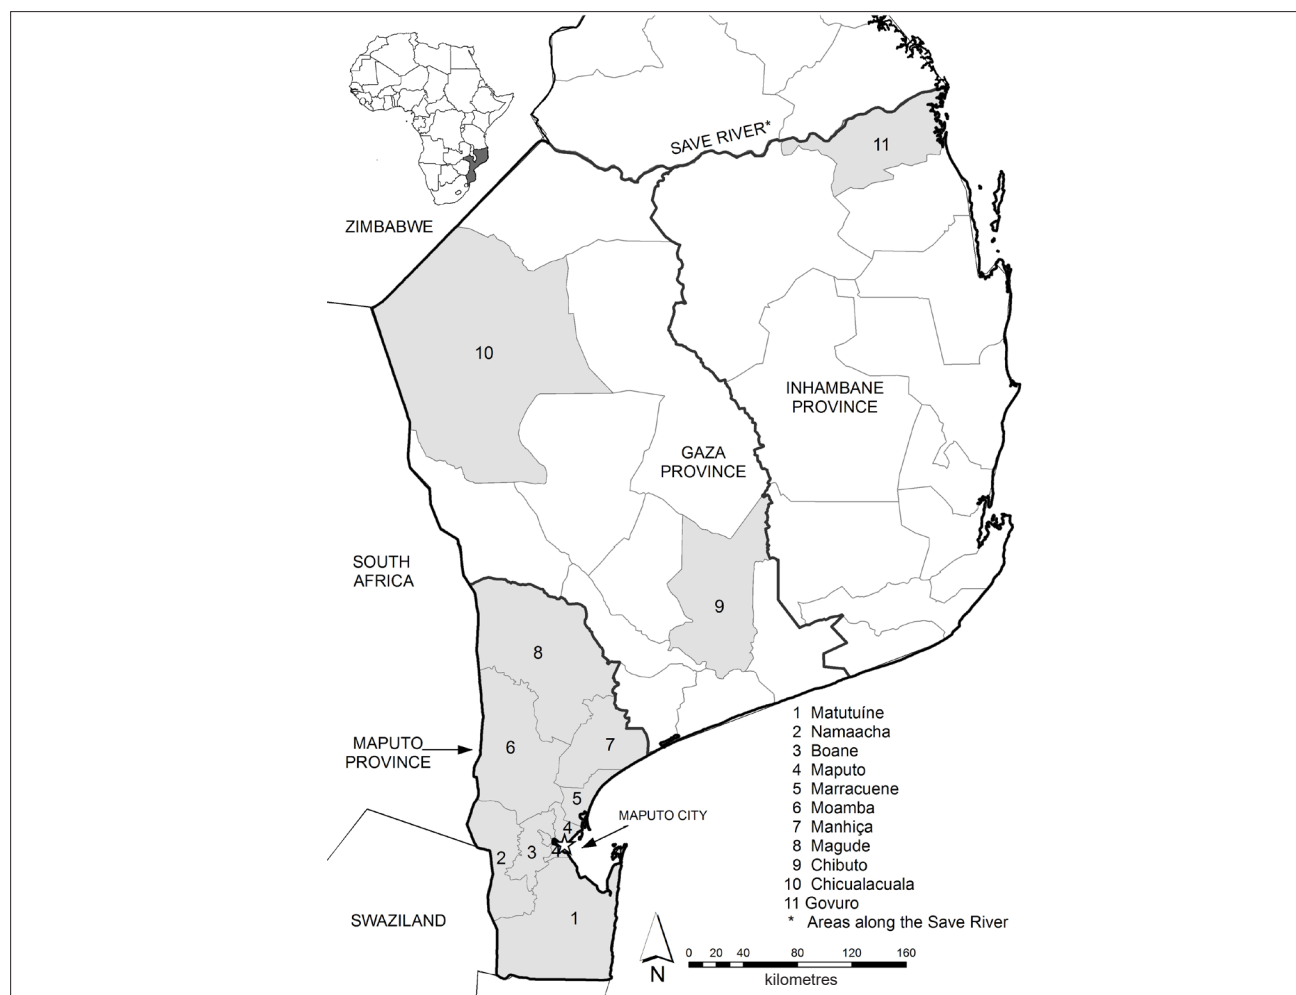 SAVE RIVER*
11
ZIMBABWE
10
INHAMBANE
PROVINCE
GAZA
PROVINCE
SOUTH
AFRICA
9
8
MAPUTO
PROVINCE
6
7
5
MAPUTO CITY
4
4
2
3
SWAZILAND
1
1 Matutuíne
2 Namaacha
3 Boane
4 Maputo
5 Marracuene
6 Moamba
7 Manhiça
8 Magude
9 Chibuto
10 Chicualacuala
11 Govuro
* Areas along the Save River
N
0 20 40 80 120 160
kilometres